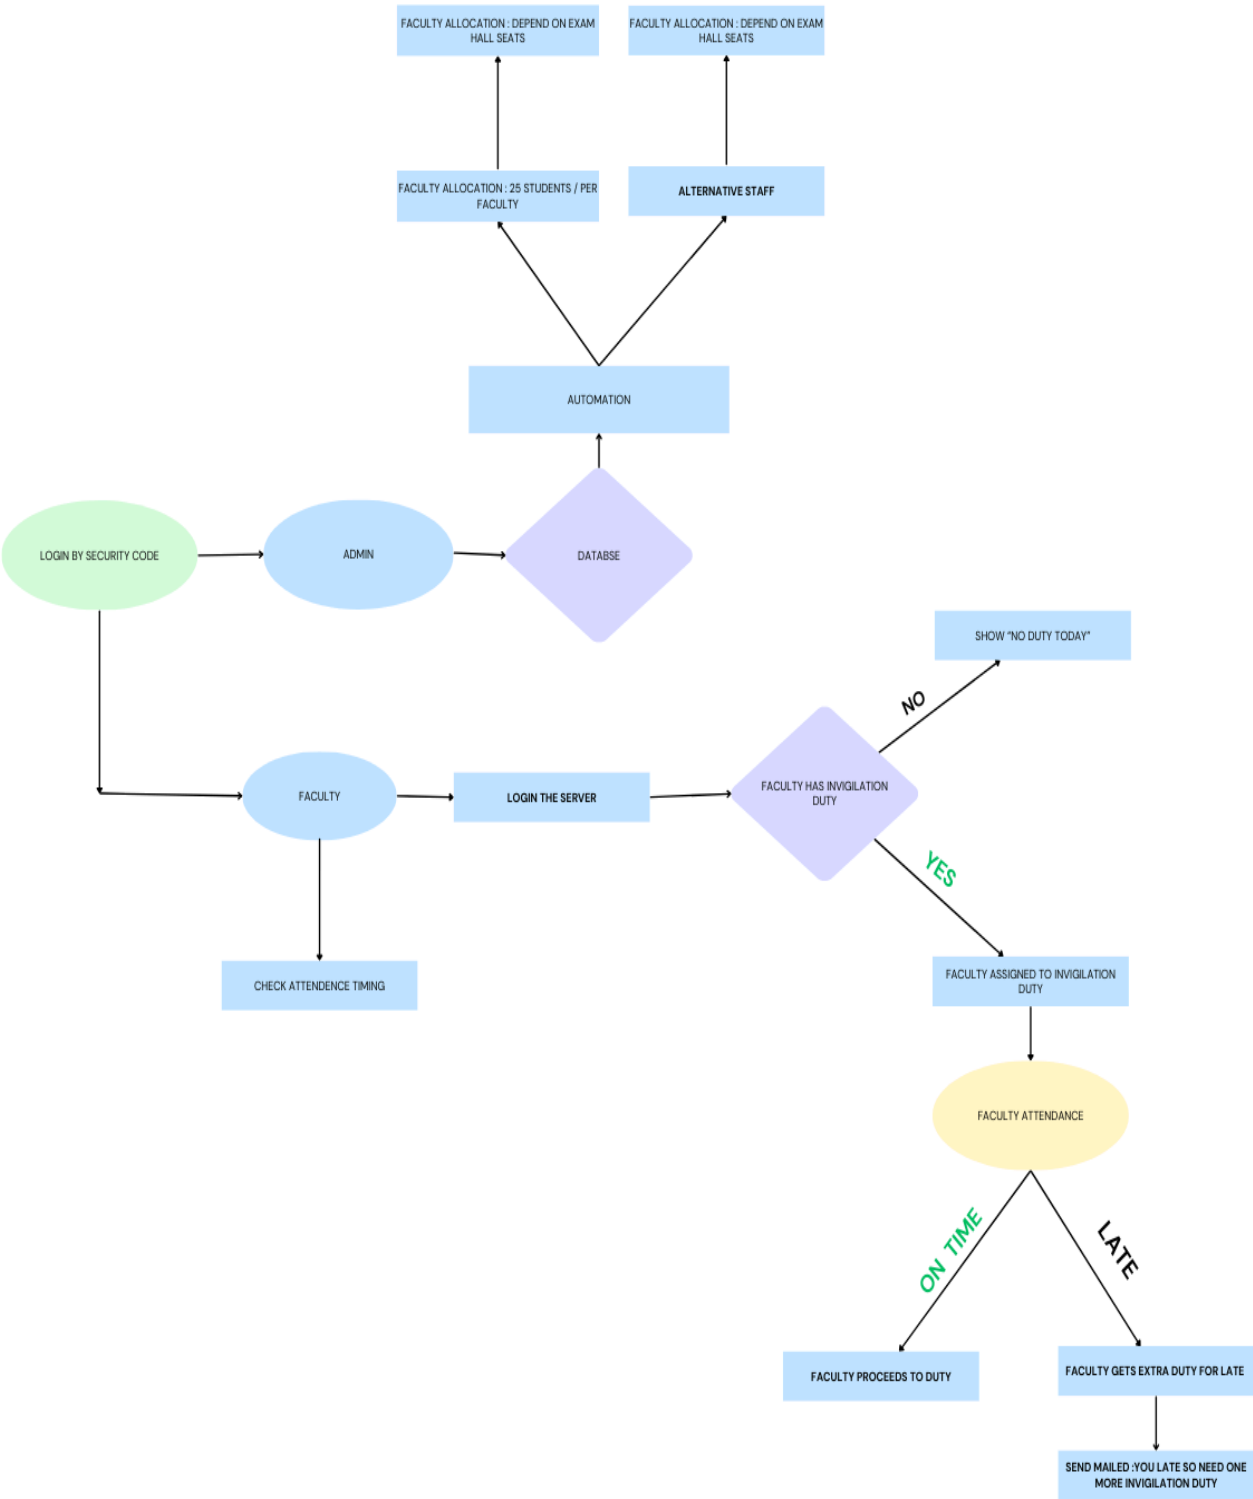 FACULTY ALLOCATION : DEPEND ON EXAM
HALL SEATS
FACULTY ALLOCATION : DEPEND ON EXAM
HALL SEATS
FACULTY ALLOCATION : 25 STUDENTS / PER
FACULTY
ALTERNATIVE STAFF
AUTOMATION
LOGIN BY SECURITY CODE
ADMIN
DATABSE
SHOW "NO DUTY TODAY"
NO
FACULTY
LOGIN THE SERVER
FACULTY HAS INVIGILATION
DUTY
YES
CHECK ATTENDENCE TIMING
FACULTY ASSIGNED TO INVIGILATION
DUTY
FACULTY ATTENDANCE
ON TIME
LATE
FACULTY PROCEEDS TO DUTY
FACULTY GETS EXTRA DUTY FOR LATE
SEND MAILED :YOU LATE SO NEED ONE
MORE INVIGILATION DUTY